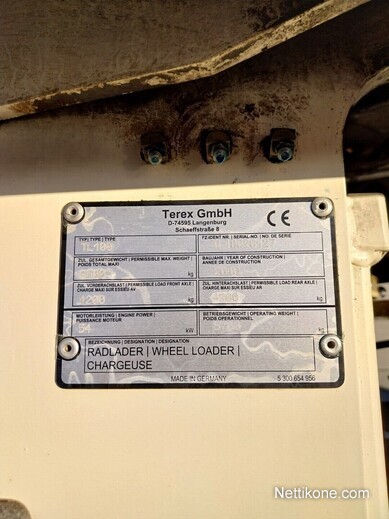 Terex GmbH
D-74595 Langenburg
Schaeffstraße 8
CE
TYP | TYPE | TYPE
FZ-IDENT.NR. | SERIAL-NO. | NO. DE SERIE
TL100
ZUL. GESAMTGEWICHT | PERMISSIBLE MAX. WEIGHT |
POIDS TOTAL MAXI
BAUJAHR | YEAR OF CONSTRUCTION |
ANNÉE DE CONSTRUCTION
kg
ZUL. VORDERACHSLAST | PERMISSIBLE LOAD FRONT AXLE |
CHARGE MAXI SUR ESSIEU AV
ZUL. HINTERACHSLAST | PERMISSIBLE LOAD REAR AXLE |
CHARGE MAXI SUR ESSIEU AR
kg
kg
MOTORLEISTUNG | ENGINE POWER |
PUISSANCE MOTEUR
BETRIEBSGEWICHT | OPERATING WEIGHT |
POIDS OPERATIONNEL
kW
kg
BEZEICHNUNG | DESIGNATION | DESIGNATION
RADLADER | WHEEL LOADER |
CHARGEUSE
MADE IN GERMANY
5 300 654 956
Nettikone.com